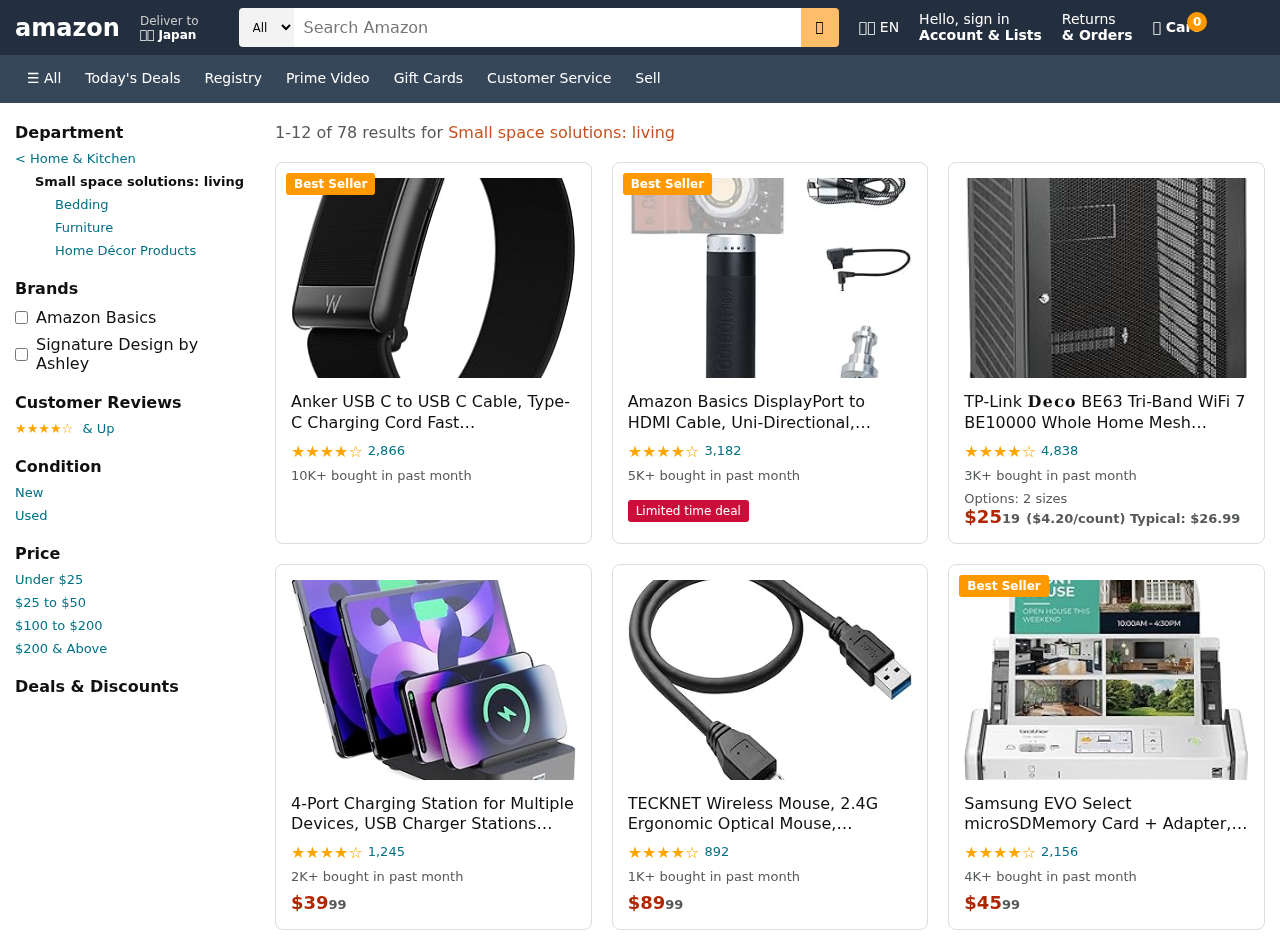 amazon
Deliver to
Japan
All
Search Amazon
EN
Hello, sign in
Account & Lists
Returns
& Orders
Car
0
☰ All
Today's Deals
Registry
Prime Video
Gift Cards
Customer Service
Sell
Department
< Home & Kitchen
Small space solutions: living
Bedding
Furniture
Home Décor Products
Brands
Amazon Basics
Signature Design by
Ashley
Customer Reviews
★★★★☆ & Up
Condition
New
Used
Price
Under $25
$25 to $50
$100 to $200
$200 & Above
Deals & Discounts
1-12 of 78 results for Small space solutions: living
Best Seller
Anker USB C to USB C Cable, Type-
C Charging Cord Fast...
★★★★☆ 2,866
10K+ bought in past month
Best Seller
Amazon Basics DisplayPort to
HDMI Cable, Uni-Directional,...
★★★★☆ 3,182
5K+ bought in past month
Limited time deal
TP-Link 𝐃𝐞𝐜𝐨 BE63 Tri-Band WiFi 7
BE10000 Whole Home Mesh...
★★★★☆ 4,838
3K+ bought in past month
Options: 2 sizes
$2519 ($4.20/count) Typical: $26.99
4-Port Charging Station for Multiple
Devices, USB Charger Stations...
★★★★☆ 1,245
2K+ bought in past month
$3999
TECKNET Wireless Mouse, 2.4G
Ergonomic Optical Mouse,...
★★★★☆ 892
1K+ bought in past month
$8999
Best Seller
OPEN HOUSE THIS
WEEKEND
10:00AM – 4:30PM
brother
Samsung EVO Select
microSDMemory Card + Adapter,...
★★★★☆ 2,156
4K+ bought in past month
$4599